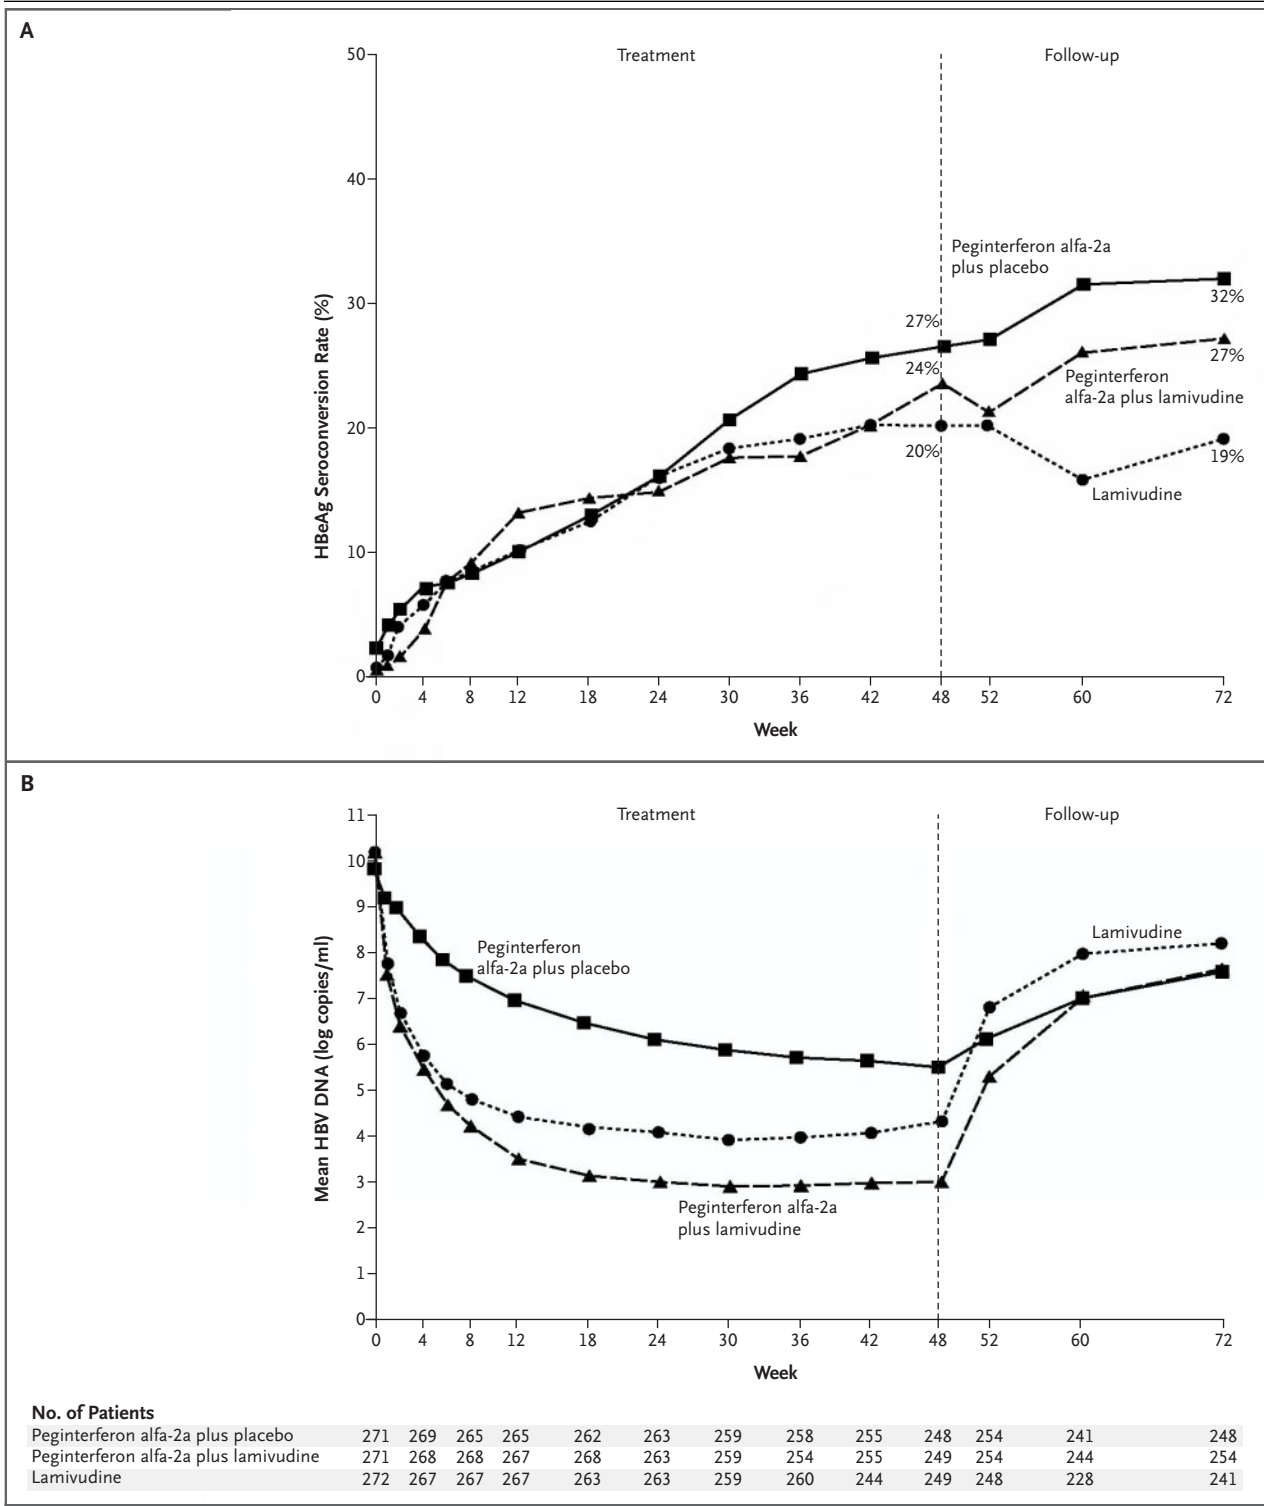 A
Treatment
Follow-up
50
40
30
20
10
0
HBeAg Seroconversion Rate (%)
Peginterferon alfa-2a
plus placebo
27%
32%
24%
27%
Peginterferon
alfa-2a plus lamivudine
20%
19%
Lamivudine
0 4 8 12 18 24 30 36 42 48 52 60 72
Week
B
Treatment
Follow-up
11
10
9
8
7
6
5
4
3
2
1
0
Mean HBV DNA (log copies/ml)
Lamivudine
Peginterferon
alfa-2a plus placebo
Peginterferon alfa-2a
plus lamivudine
0 4 8 12 18 24 30 36 42 48 52 60 72
Week
No. of Patients
Peginterferon alfa-2a plus placebo 271 269 265 265 262 263 259 258 255 248 254 241 248
Peginterferon alfa-2a plus lamivudine 271 268 268 267 268 263 259 254 255 249 254 244 254
Lamivudine 272 267 267 267 263 263 259 260 244 249 248 228 241